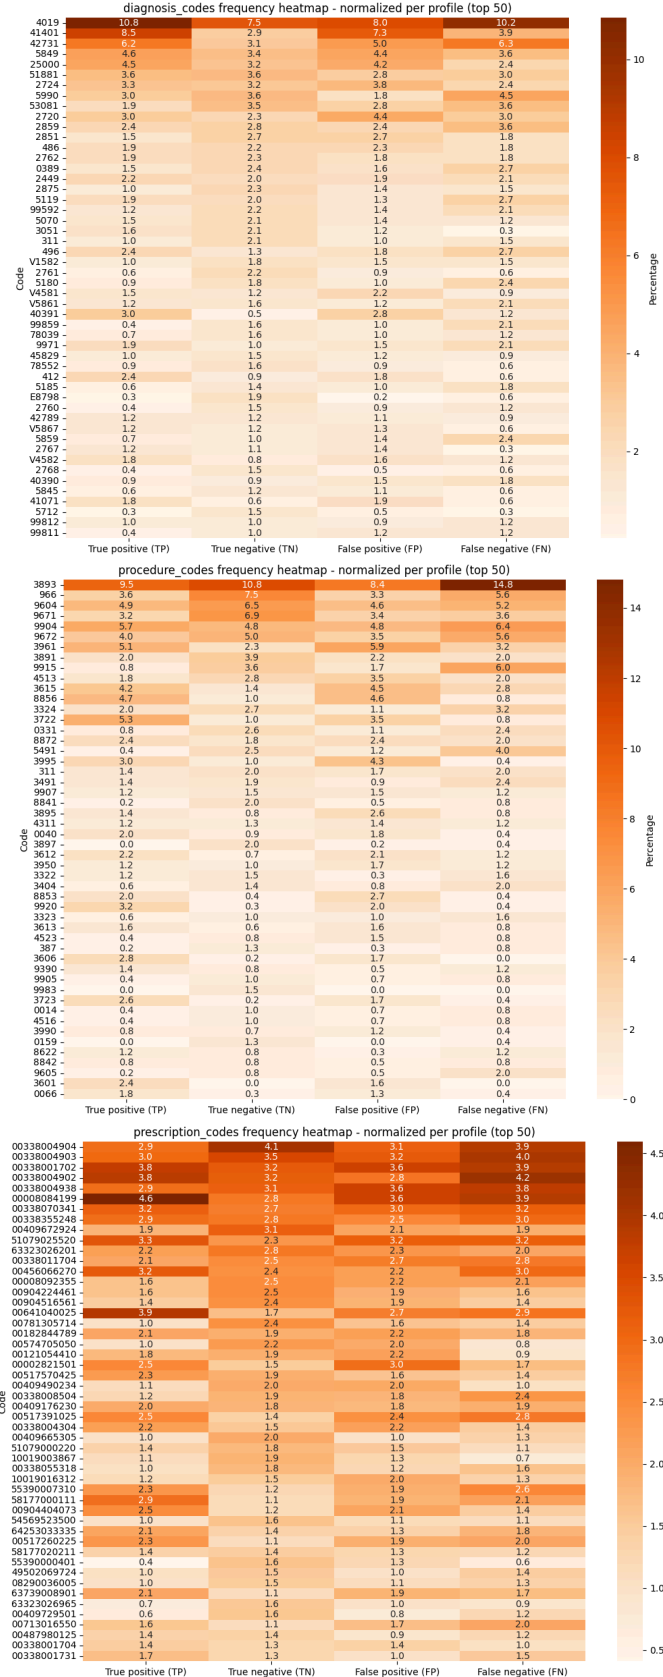 diagnosis_codes frequency heatmap - normalized per profile (top 50)
4019 10.8 7.5 8.0 10.2
41401 8.5 2.9 7.3 3.9
42731 6.2 3.1 5.0 6.3
5849 4.6 3.4 4.4 3.6
25000 4.5 3.2 4.2 2.4
51881 3.6 3.6 2.8 3.0
2724 3.3 3.2 3.8 2.4
5990 3.0 3.6 1.8 4.5
53081 1.9 3.5 2.8 3.6
2720 3.0 2.3 4.4 3.0
2859 2.4 2.8 2.4 3.6
2851 1.5 2.7 2.7 1.8
486 1.9 2.2 2.3 1.8
2762 1.9 2.3 1.8 1.8
0389 1.5 2.4 1.6 2.7
2449 2.2 2.0 1.9 2.1
2875 1.0 2.3 1.4 1.5
5119 1.9 2.0 1.3 2.7
99592 1.2 2.2 1.4 2.1
5070 1.5 2.1 1.4 1.2
3051 1.6 2.1 1.2 0.3
311 1.0 2.1 1.0 1.5
496 2.4 1.3 1.8 2.7
V1582 1.0 1.8 1.5 1.5
2761 0.6 2.2 0.9 0.6
5180 0.9 1.8 1.0 2.4
V4581 1.5 1.2 2.2 0.9
V5861 1.2 1.6 1.2 2.1
40391 3.0 0.5 2.8 1.2
99859 0.4 1.6 1.0 2.1
78039 0.7 1.6 1.0 1.2
9971 1.9 1.0 1.5 2.1
45829 1.0 1.5 1.2 0.9
78552 0.9 1.6 0.9 0.6
412 2.4 0.9 1.8 0.6
5185 0.6 1.4 1.0 1.8
E8798 0.3 1.9 0.2 0.6
2760 0.4 1.5 0.9 1.2
42789 1.2 1.2 1.1 0.9
V5867 1.2 1.2 1.3 0.6
5859 0.7 1.0 1.4 2.4
2767 1.2 1.1 1.4 0.3
V4582 1.8 0.8 1.6 1.2
2768 0.4 1.5 0.5 0.6
40390 0.9 0.9 1.5 1.8
5845 0.6 1.2 1.1 0.6
41071 1.8 0.6 1.9 0.6
5712 0.3 1.5 0.5 0.3
99812 1.0 1.0 0.9 1.2
99811 0.4 1.0 1.2 1.2
True positive (TP) True negative (TN) False positive (FP) False negative (FN)
Code
10
8
6
4
2
Percentage
procedure_codes frequency heatmap - normalized per profile (top 50)
3893 9.5 10.8 8.4 14.8
966 3.6 7.5 3.3 5.6
9604 4.9 6.5 4.6 5.2
9671 3.2 6.9 3.4 3.6
9904 5.7 4.8 4.8 6.4
9672 4.0 5.0 3.5 5.6
3961 5.1 2.3 5.9 3.2
3891 2.0 3.9 2.2 2.0
9915 0.8 3.6 1.7 6.0
4513 1.8 2.8 3.5 2.0
3615 4.2 1.4 4.5 2.8
8856 4.7 1.0 4.6 0.8
3324 2.0 2.7 1.1 3.2
3722 5.3 1.0 3.5 0.8
0331 0.8 2.6 1.1 2.4
8872 2.4 1.8 2.4 2.0
5491 0.4 2.5 1.2 4.0
3995 3.0 1.0 4.3 0.4
311 1.4 2.0 1.7 2.0
3491 1.4 1.9 0.9 2.4
9907 1.2 1.5 1.5 1.2
8841 0.2 2.0 0.5 0.8
3895 1.4 0.8 2.6 0.8
4311 1.2 1.3 1.4 1.2
0040 2.0 0.9 1.8 0.4
3897 0.0 2.0 0.2 0.4
3612 2.2 0.7 2.1 1.2
3950 1.2 1.0 1.7 1.2
3322 1.2 1.5 0.3 1.6
3404 0.6 1.4 0.8 2.0
8853 2.0 0.4 2.7 0.4
9920 3.2 0.3 2.0 0.4
3323 0.6 1.0 1.0 1.6
3613 1.6 0.6 1.6 0.8
4523 0.4 0.8 1.5 0.8
387 0.2 1.3 0.3 0.8
3606 2.8 0.2 1.7 0.0
9390 1.4 0.8 0.5 1.2
9905 0.4 1.0 0.7 0.8
9983 0.0 1.5 0.0 0.0
3723 2.6 0.2 1.7 0.4
0014 0.4 1.0 0.7 0.8
4516 0.4 1.0 0.7 0.8
3990 0.8 0.7 1.2 0.4
0159 0.0 1.3 0.0 0.4
8622 1.2 0.8 0.3 1.2
8842 0.8 0.8 0.5 0.8
9605 0.2 0.8 0.5 2.0
3601 2.4 0.0 1.6 0.0
0066 1.8 0.3 1.3 0.4
True positive (TP) True negative (TN) False positive (FP) False negative (FN)
Code
14
12
10
8
6
4
2
0
Percentage
prescription_codes frequency heatmap - normalized per profile (top 50)
00338004904 2.9 4.1 3.1 3.9
00338004903 3.0 3.5 3.2 4.0
00338001702 3.8 3.2 3.6 3.9
00338004902 3.8 3.2 2.8 4.2
00338004938 2.9 3.1 3.6 3.8
00008084199 4.6 2.8 3.6 3.9
00338070341 3.2 2.7 3.0 3.2
00338355248 2.9 2.8 2.5 3.0
00409672924 1.9 3.1 2.1 1.9
51079025520 3.3 2.3 3.2 3.2
63323026201 2.2 2.8 2.3 2.0
00338011704 2.1 2.5 2.7 2.8
00456066270 3.2 2.4 2.2 3.0
00008092355 1.6 2.5 2.2 2.1
00904224461 1.6 2.5 1.9 1.6
00904516561 1.4 2.4 1.9 1.4
00641040025 3.9 1.7 2.7 2.9
00781305714 1.0 2.4 1.6 1.4
00182844789 2.1 1.9 2.2 1.8
00574705050 1.0 2.2 2.0 0.8
00121054410 1.8 1.9 2.2 0.9
00002821501 2.5 1.5 3.0 1.7
00517570425 2.3 1.9 1.6 1.4
00409490234 1.1 2.0 2.0 1.0
00338008504 1.2 1.9 1.8 2.4
00409176230 2.0 1.8 1.8 1.9
00517391025 2.5 1.4 2.4 2.8
00338004304 2.2 1.5 2.2 1.4
00409665305 1.0 2.0 1.0 1.3
51079000220 1.4 1.8 1.5 1.1
10019003867 1.1 1.9 1.3 0.7
00338055318 1.0 1.8 1.2 1.6
10019016312 1.2 1.5 2.0 1.3
55390007310 2.3 1.2 1.9 2.6
58177000111 2.9 1.1 1.9 2.1
00904404073 2.5 1.2 2.1 1.4
54569523500 1.0 1.6 1.1 1.1
64253033335 2.1 1.4 1.3 1.8
00517260225 2.3 1.1 1.9 2.0
58177020211 1.4 1.4 1.3 1.2
55390000401 0.4 1.6 1.3 0.6
49502069724 1.0 1.5 1.0 1.4
08290036005 1.0 1.5 1.1 1.3
63739008901 2.1 1.1 1.9 1.7
63323026965 0.7 1.6 1.0 0.9
00409729501 0.6 1.6 0.8 1.2
00713016550 1.6 1.1 1.7 2.0
00487980125 1.4 1.4 0.9 1.2
00338001704 1.4 1.3 1.4 1.0
00338001731 1.7 1.3 1.0 1.5
True positive (TP) True negative (TN) False positive (FP) False negative (FN)
Code
4.5
4.0
3.5
3.0
2.5
2.0
1.5
1.0
0.5
Percentage